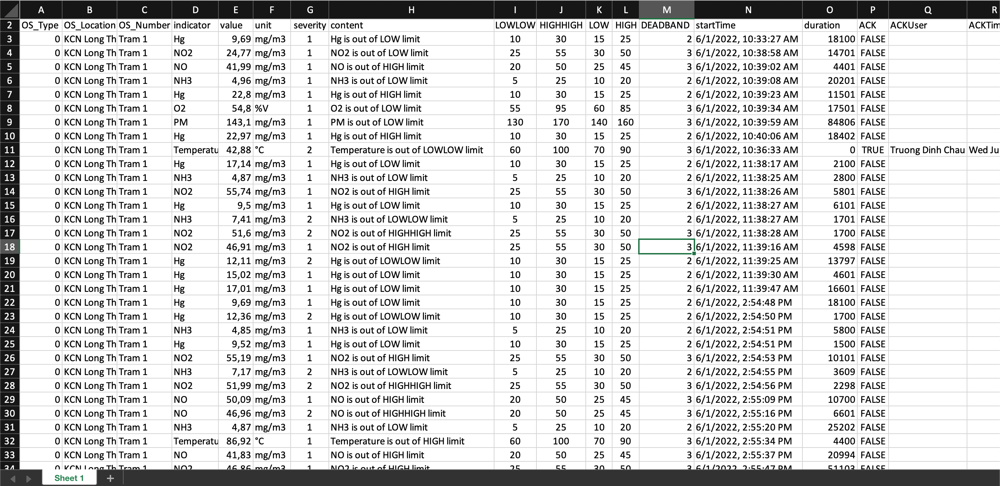 A B C D E F G H I J K L M N O P Q R
2 OS_Type OS_Location OS_Number indicator value unit severity content LOWLOW HIGHHIGH LOW HIGH DEADBAND startTime duration ACK ACKUser ACKTim
3 0 KCN Long Th Tram 1 Hg 9,69 mg/m3 1 Hg is out of LOW limit 10 30 15 25 2 6/1/2022, 10:33:27 AM 18100 FALSE
4 0 KCN Long Th Tram 1 NO2 24,77 mg/m3 1 NO2 is out of LOW limit 25 55 30 50 3 6/1/2022, 10:38:58 AM 14701 FALSE
5 0 KCN Long Th Tram 1 NO 41,99 mg/m3 1 NO is out of HIGH limit 20 50 25 45 3 6/1/2022, 10:39:02 AM 4401 FALSE
6 0 KCN Long Th Tram 1 NH3 4,96 mg/m3 1 NH3 is out of LOW limit 5 25 10 20 2 6/1/2022, 10:39:08 AM 20201 FALSE
7 0 KCN Long Th Tram 1 Hg 22,8 mg/m3 1 Hg is out of HIGH limit 10 30 15 25 2 6/1/2022, 10:39:23 AM 11501 FALSE
8 0 KCN Long Th Tram 1 O2 54,8 %V 1 O2 is out of LOW limit 55 95 60 85 3 6/1/2022, 10:39:34 AM 17501 FALSE
9 0 KCN Long Th Tram 1 PM 143,1 mg/m3 1 PM is out of LOW limit 130 170 140 160 3 6/1/2022, 10:39:59 AM 84806 FALSE
10 0 KCN Long Th Tram 1 Hg 22,97 mg/m3 1 Hg is out of HIGH limit 10 30 15 25 2 6/1/2022, 10:40:06 AM 18402 FALSE
11 0 KCN Long Th Tram 1 Temperatu 42,88 °C 2 Temperature is out of LOWLOW limit 60 100 70 90 3 6/1/2022, 10:36:33 AM 0 TRUE Truong Dinh Chau Wed Ju
12 0 KCN Long Th Tram 1 Hg 17,14 mg/m3 1 Hg is out of LOW limit 10 30 15 25 2 6/1/2022, 11:38:17 AM 2100 FALSE
13 0 KCN Long Th Tram 1 NH3 4,87 mg/m3 1 NH3 is out of LOW limit 5 25 10 20 2 6/1/2022, 11:38:25 AM 2800 FALSE
14 0 KCN Long Th Tram 1 NO2 55,74 mg/m3 1 NO2 is out of HIGH limit 25 55 30 50 3 6/1/2022, 11:38:26 AM 5801 FALSE
15 0 KCN Long Th Tram 1 Hg 9,5 mg/m3 1 Hg is out of LOW limit 10 30 15 25 2 6/1/2022, 11:38:27 AM 6101 FALSE
16 0 KCN Long Th Tram 1 NH3 7,41 mg/m3 2 NH3 is out of LOWLOW limit 5 25 10 20 2 6/1/2022, 11:38:27 AM 1701 FALSE
17 0 KCN Long Th Tram 1 NO2 51,6 mg/m3 2 NO2 is out of HIGHHIGH limit 25 55 30 50 3 6/1/2022, 11:38:28 AM 1700 FALSE
18 0 KCN Long Th Tram 1 NO2 46,91 mg/m3 1 NO2 is out of HIGH limit 25 55 30 50 3 6/1/2022, 11:39:16 AM 4598 FALSE
19 0 KCN Long Th Tram 1 Hg 12,11 mg/m3 2 Hg is out of LOWLOW limit 10 30 15 25 2 6/1/2022, 11:39:25 AM 13797 FALSE
20 0 KCN Long Th Tram 1 Hg 15,02 mg/m3 1 Hg is out of LOW limit 10 30 15 25 2 6/1/2022, 11:39:30 AM 4601 FALSE
21 0 KCN Long Th Tram 1 Hg 17,01 mg/m3 1 Hg is out of LOW limit 10 30 15 25 2 6/1/2022, 11:39:47 AM 16601 FALSE
22 0 KCN Long Th Tram 1 Hg 9,69 mg/m3 1 Hg is out of LOW limit 10 30 15 25 2 6/1/2022, 2:54:48 PM 18100 FALSE
23 0 KCN Long Th Tram 1 Hg 12,36 mg/m3 2 Hg is out of LOWLOW limit 10 30 15 25 2 6/1/2022, 2:54:50 PM 1700 FALSE
24 0 KCN Long Th Tram 1 NH3 4,85 mg/m3 1 NH3 is out of LOW limit 5 25 10 20 2 6/1/2022, 2:54:51 PM 5800 FALSE
25 0 KCN Long Th Tram 1 Hg 9,52 mg/m3 1 Hg is out of LOW limit 10 30 15 25 2 6/1/2022, 2:54:51 PM 1500 FALSE
26 0 KCN Long Th Tram 1 NO2 55,19 mg/m3 1 NO2 is out of HIGH limit 25 55 30 50 3 6/1/2022, 2:54:53 PM 10101 FALSE
27 0 KCN Long Th Tram 1 NH3 7,17 mg/m3 2 NH3 is out of LOWLOW limit 5 25 10 20 2 6/1/2022, 2:54:55 PM 3609 FALSE
28 0 KCN Long Th Tram 1 NO2 51,99 mg/m3 2 NO2 is out of HIGHHIGH limit 25 55 30 50 3 6/1/2022, 2:54:56 PM 2298 FALSE
29 0 KCN Long Th Tram 1 NO 50,09 mg/m3 1 NO is out of HIGH limit 20 50 25 45 3 6/1/2022, 2:55:09 PM 10700 FALSE
30 0 KCN Long Th Tram 1 NO 46,96 mg/m3 2 NO is out of HIGHHIGH limit 20 50 25 45 3 6/1/2022, 2:55:16 PM 6601 FALSE
31 0 KCN Long Th Tram 1 NH3 4,87 mg/m3 1 NH3 is out of LOW limit 5 25 10 20 2 6/1/2022, 2:55:20 PM 25202 FALSE
32 0 KCN Long Th Tram 1 Temperatu 86,92 °C 1 Temperature is out of HIGH limit 60 100 70 90 3 6/1/2022, 2:55:34 PM 4400 FALSE
33 0 KCN Long Th Tram 1 NO 41,83 mg/m3 1 NO is out of HIGH limit 20 50 25 45 3 6/1/2022, 2:55:37 PM 20994 FALSE
34 0 KCN Long Th Tram 1 NO2 46,86 mg/m3 1 NO2 is out of HIGH limit 25 55 30 50 3 6/1/2022, 2:55:47 PM 51103 FALSE
Sheet 1